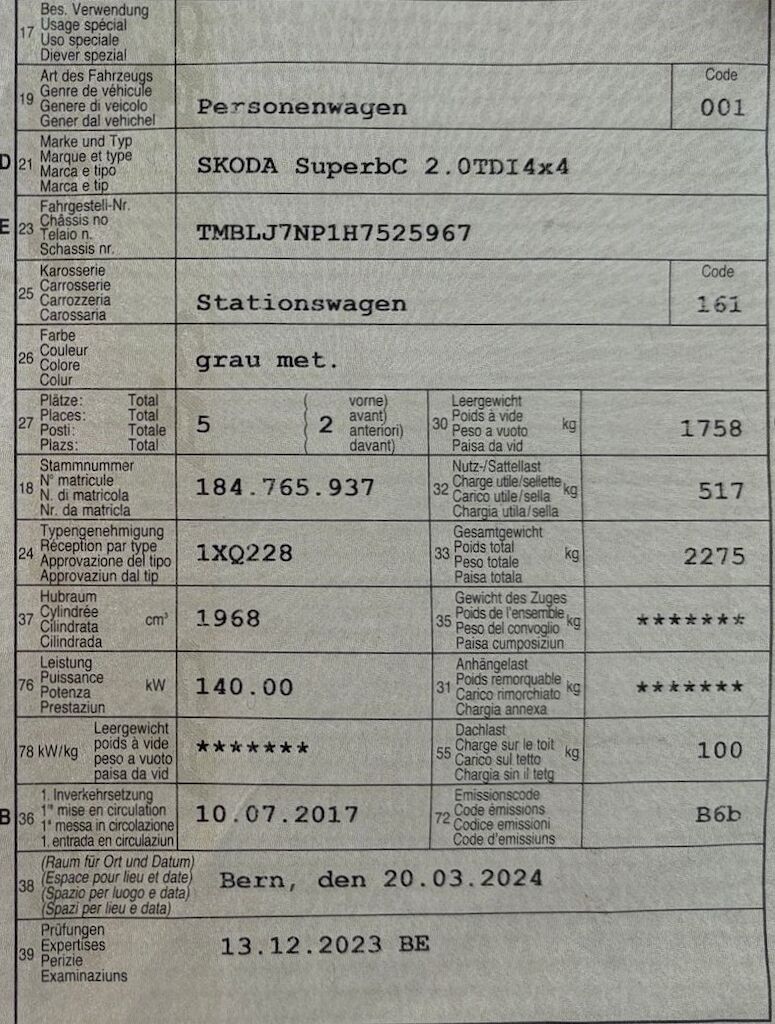 17 Bes. Verwendung
Usage spécial
Uso speciale
Diever spezial
19 Art des Fahrzeugs
Genre de véhicule
Genere di veicolo
Gener dal vehichel
Personenwagen
Code
001
D 21 Marke und Typ
Marque et type
Marca e tipo
Marca e tip
SKODA SuperbC 2.0TDI4x4
E 23 Fahrgestell-Nr.
Châssis no
Telaio n.
Schassis nr.
TMBLJ7NP1H7525967
25 Karosserie
Carrosserie
Carrozzeria
Carossaria
Stationswagen
Code
161
26 Farbe
Couleur
Colore
Colur
grau met.
27 Plätze: Total
Places: Total
Posti: Totale
Plazs: Total
5
( 2 vorne)
avant)
anteriori)
davant)
30 Leergewicht
Poids à vide
Peso a vuoto
Paisa da vid
kg
1758
18 Stammnummer
N° matricule
N. di matricola
Nr. da matricla
184.765.937
32 Nutz-/Sattellast
Charge utile/sellette
Carico utile/sella
Chargia utila/sella
kg
517
24 Typengenehmigung
Réception par type
Approvazione del tipo
Approvaziun dal tip
1XQ228
33 Gesamtgewicht
Poids total
Peso totale
Paisa totala
kg
2275
37 Hubraum
Cylindrée
Cilindrata
Cilindrada
cm³
1968
35 Gewicht des Zuges
Poids de l'ensemble
Peso del convoglio
Paisa cumposiziun
kg
*******
76 Leistung
Puissance
Potenza
Prestaziun
kW
140.00
31 Anhängelast
Poids remorquable
Carico rimorchiato
Chargia annexa
kg
*******
78 kW/kg
Leergewicht
poids à vide
peso a vuoto
paisa da vid
*******
55 Dachlast
Charge sur le toit
Carico sul tetto
Chargia sin il tetg
kg
100
B 36 1. Inverkehrsetzung
1re mise en circulation
1a messa in circolazione
1. entrada en circulaziun
10.07.2017
72 Emissionscode
Code émissions
Codice emissioni
Code d'emissiuns
B6b
38 (Raum für Ort und Datum)
(Espace pour lieu et date)
(Spazio per luogo e data)
(Spazi per lieu e data)
Bern, den 20.03.2024
39 Prüfungen
Expertises
Perizie
Examinaziuns
13.12.2023 BE